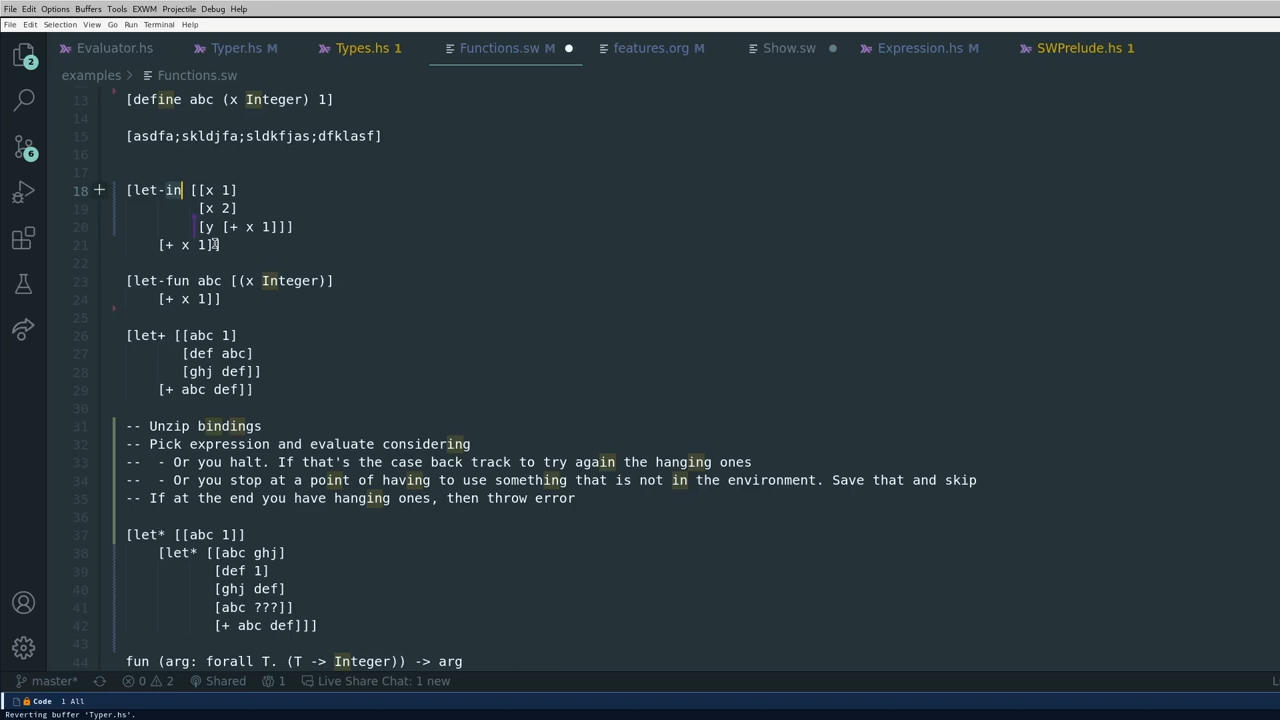 File Edit Options Buffers Tools EXWM Projectile Debug Help
File Edit Selection View Go Run Terminal Help
Evaluator.hs Typer.hs M Types.hs 1 Functions.sw M features.org M Show.sw Expression.hs M SWPrelude.hs 1
examples > Functions.sw
13 [define abc (x Integer) 1]
14
15 [asdfa;skldjfa;sldkfjas;dfklasf]
16
17
18 [let-in [[x 1]
19 [x 2]
20 [y [+ x 1]]]
21 [+ x 1]]
22
23 [let-fun abc [(x Integer)]
24 [+ x 1]]
25
26 [let+ [[abc 1]
27 [def abc]
28 [ghj def]]
29 [+ abc def]]
30
31 -- Unzip bindings
32 -- Pick expression and evaluate considering
33 --  - Or you halt. If that's the case back track to try again the hanging ones
34 --  - Or you stop at a point of having to use something that is not in the environment. Save that and skip
35 -- If at the end you have hanging ones, then throw error
36
37 [let* [[abc 1]]
38 [let* [[abc ghj]
39 [def 1]
40 [ghj def]
41 [abc ???]]
42 [+ abc def]]]
43
44 fun (arg: forall T. (T -> Integer)) -> arg
2
6
master* 0 2 Shared 1 Live Share Chat: 1 new
Code 1 All
Reverting buffer 'Typer.hs'.